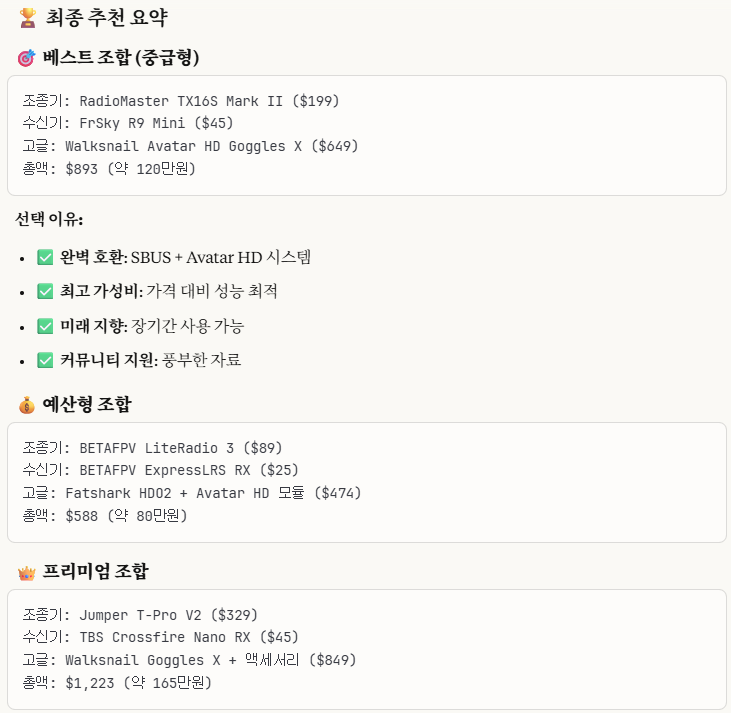 🏆 최종 추천 요약
🎯 베스트 조합 (중급형)
조종기: RadioMaster TX16S Mark II ($199)
수신기: FrSky R9 Mini ($45)
고글: Walksnail Avatar HD Goggles X ($649)
총액: $893 (약 120만원)
선택 이유:
• ✅ 완벽 호환: SBUS + Avatar HD 시스템
• ✅ 최고 가성비: 가격 대비 성능 최적
• ✅ 미래 지향: 장기간 사용 가능
• ✅ 커뮤니티 지원: 풍부한 자료
💰 예산형 조합
조종기: BETAFPV LiteRadio 3 ($89)
수신기: BETAFPV ExpressLRS RX ($25)
고글: Fatshark HDO2 + Avatar HD 모듈 ($474)
총액: $588 (약 80만원)
👑 프리미엄 조합
조종기: Jumper T-Pro V2 ($329)
수신기: TBS Crossfire Nano RX ($45)
고글: Walksnail Goggles X + 액세서리 ($849)
총액: $1,223 (약 165만원)